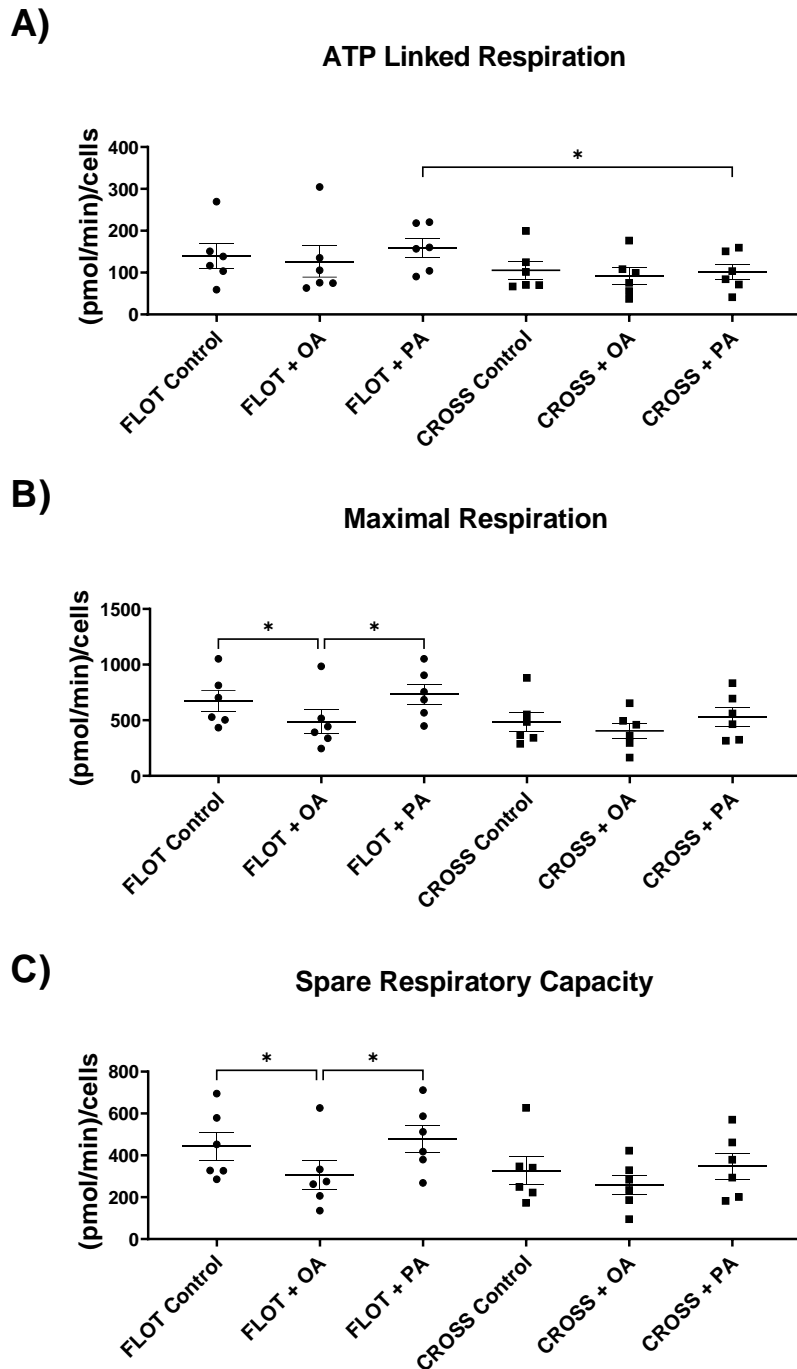 A)
ATP Linked Respiration
(pmol/min)/cells
400
300
200
100
0
*
FLOT Control
FLOT + OA
FLOT + PA
CROSS Control
CROSS + OA
CROSS + PA
B)
Maximal Respiration
(pmol/min)/cells
1500
1000
500
0
*
*
FLOT Control
FLOT + OA
FLOT + PA
CROSS Control
CROSS + OA
CROSS + PA
C)
Spare Respiratory Capacity
(pmol/min)/cells
800
600
400
200
0
*
*
FLOT Control
FLOT + OA
FLOT + PA
CROSS Control
CROSS + OA
CROSS + PA